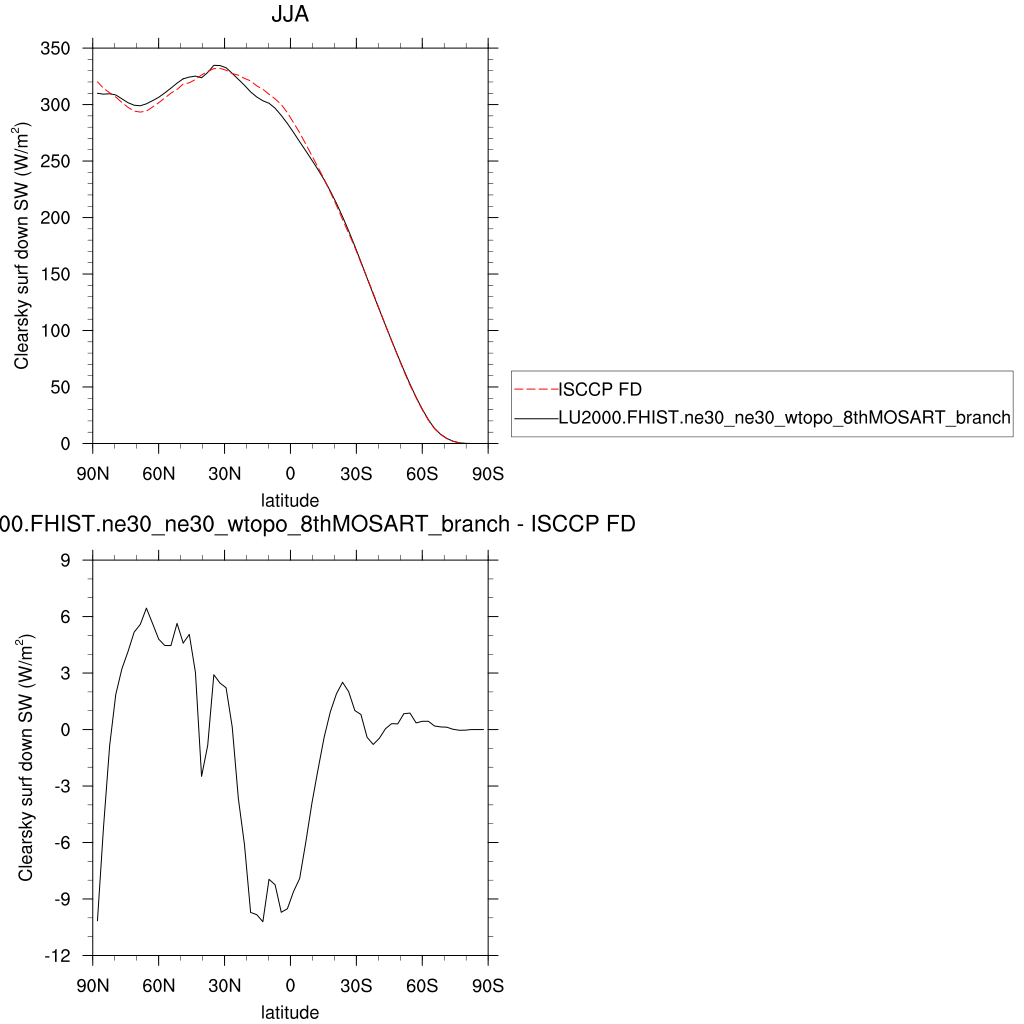 JJA
350
300
250
200
150
100
50
0
Clearsky surf down SW (W/m²)
90N 60N 30N 0 30S 60S 90S
latitude
ISCCP FD
LU2000.FHIST.ne30_ne30_wtopo_8thMOSART_branch
00.FHIST.ne30_ne30_wtopo_8thMOSART_branch - ISCCP FD
9
6
3
0
-3
-6
-9
-12
Clearsky surf down SW (W/m²)
90N 60N 30N 0 30S 60S 90S
latitude